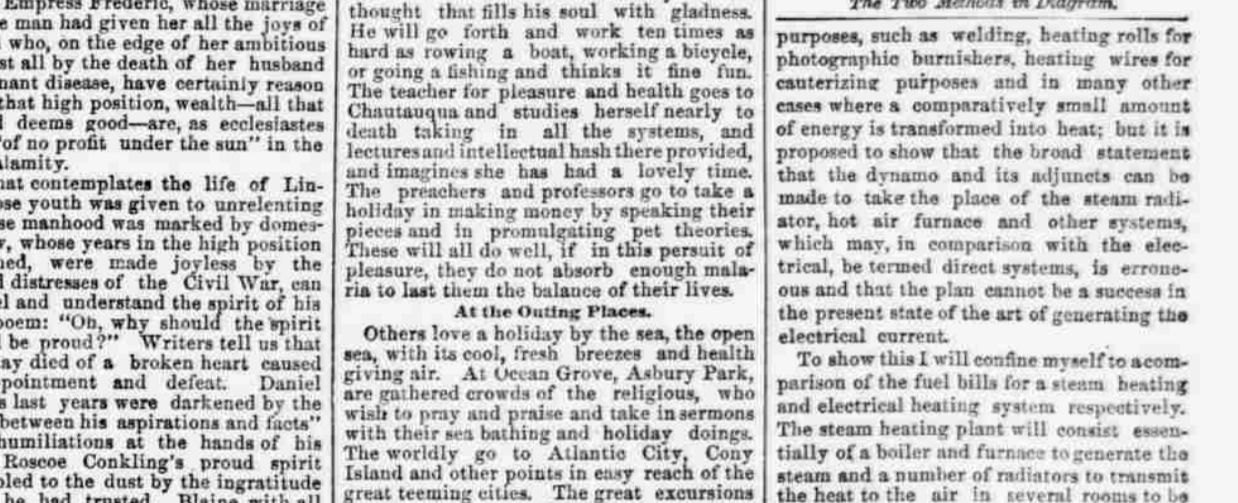 Empress Frederic, whose marriage
e man had given her all the joys of
who, on the edge of her ambitious
st all by the death of her husband
nant disease, have certainly reason
that high position, wealth—all that
deems good—are, as ecclesiastes
"of no profit under the sun" in the
lamity.
hat contemplates the life of Lin-
ose youth was given to unrelenting
se manhood was marked by domes-
, whose years in the high position
ned, were made joyless by the
distresses of the Civil War, can
el and understand the spirit of his
poem: "Oh, why should the spirit
be proud?" Writers tell us that
ay died of a broken heart caused
pointment and defeat. Daniel
s last years were darkened by the
between his aspirations and facts"
humiliations at the hands of his
Roscoe Conkling's proud spirit
bled to the dust by the ingratitude
he had trusted. Blaine with all
thought that fills his soul with gladness.
He will go forth and work ten times as
hard as rowing a boat, working a bicycle,
or going a fishing and thinks it fine fun.
The teacher for pleasure and health goes to
Chautauqua and studies herself nearly to
death taking in all the systems, and
lectures and intellectual hash there provided,
and imagines she has had a lovely time.
The preachers and professors go to take a
holiday in making money by speaking their
pieces and in promulgating pet theories.
These will all do well, if in this persuit of
pleasure, they do not absorb enough mala-
ria to last them the balance of their lives.
At the Outing Places.
Others love a holiday by the sea, the open
sea, with its cool, fresh breezes and health
giving air. At Ocean Grove, Asbury Park,
are gathered crowds of the religious, who
wish to pray and praise and take in sermons
with their sea bathing and holiday doings.
The worldly go to Atlantic City, Cony
Island and other points in easy reach of the
great teeming cities. The great excursions
The Two Methods in Diagram.
purposes, such as welding, heating rolls for
photographic burnishers, heating wires for
cauterizing purposes and in many other
cases where a comparatively small amount
of energy is transformed into heat; but it is
proposed to show that the broad statement
that the dynamo and its adjuncts can be
made to take the place of the steam radi-
ator, hot air furnace and other systems,
which may, in comparison with the elec-
trical, be termed direct systems, is errone-
ous and that the plan cannot be a success in
the present state of the art of generating the
electrical current.
To show this I will confine myself to a com-
parison of the fuel bills for a steam heating
and electrical heating system respectively.
The steam heating plant will consist essen-
tially of a boiler and furnace to generate the
steam and a number of radiators to transmit
the heat to the air in several rooms to be